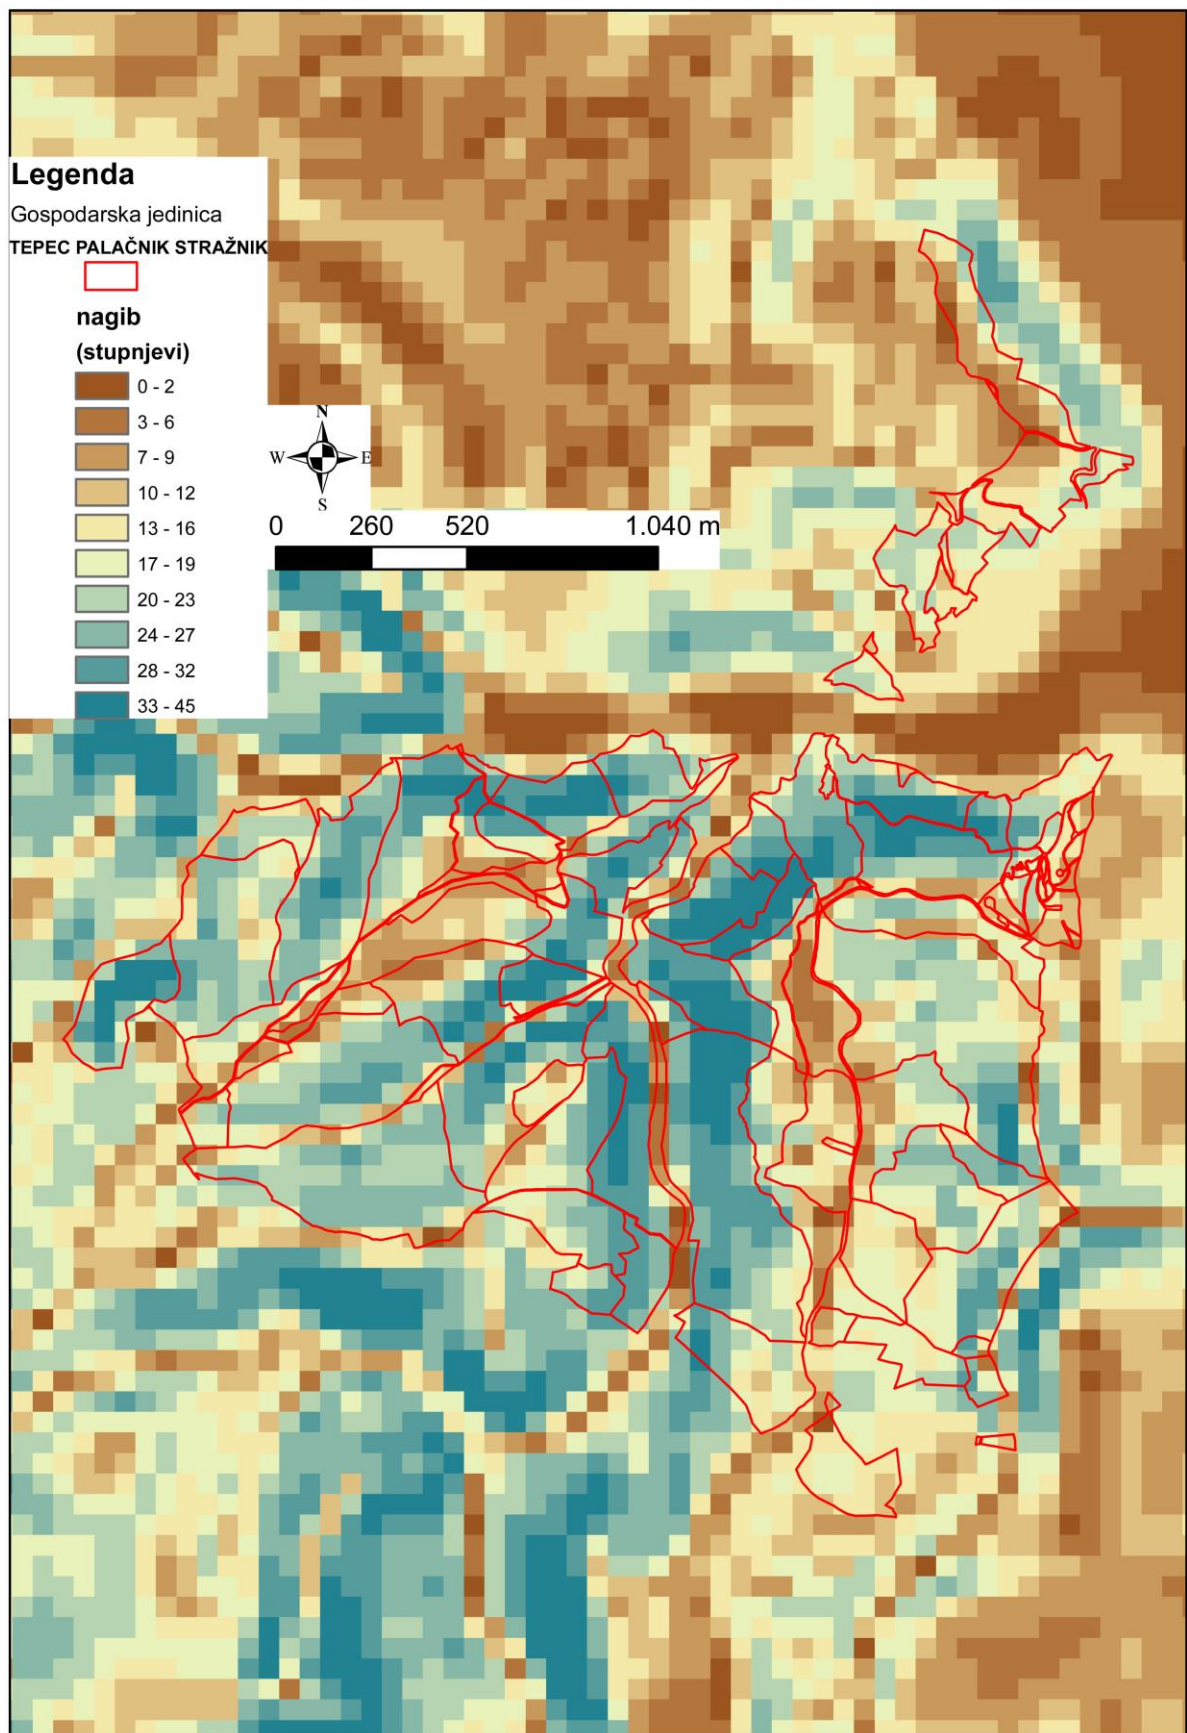 Legenda
Gospodarska jedinica
TEPEC PALAČNIK STRAŽNIK
nagib
(stupnjevi)
0 - 2
3 - 6
7 - 9
10 - 12
13 - 16
17 - 19
20 - 23
24 - 27
28 - 32
33 - 45
N
W E
S
0 260 520 1.040 m